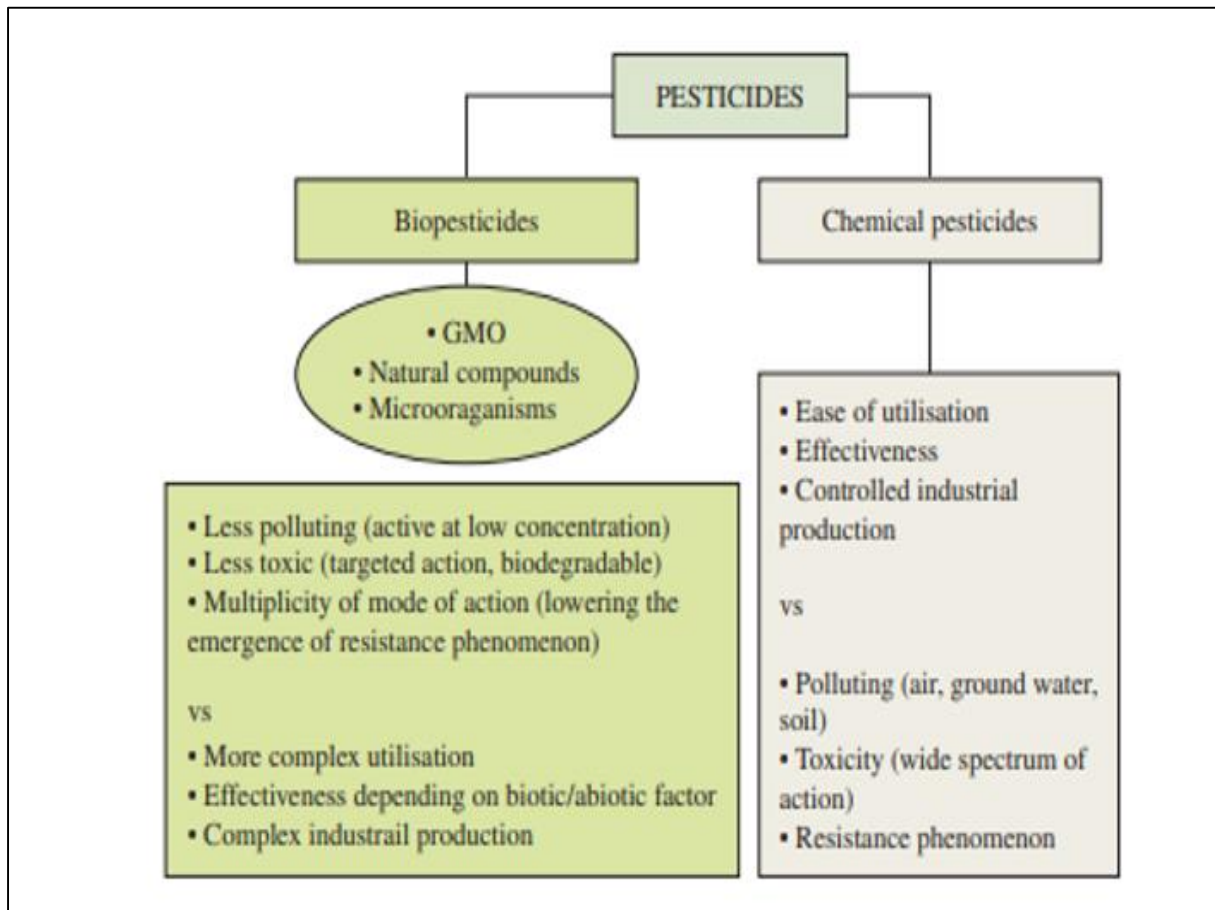 PESTICIDES
Biopesticides
Chemical pesticides
• GMO
• Natural compounds
• Microoraganisms
• Less polluting (active at low concentration)
• Less toxic (targeted action, biodegradable)
• Multiplicity of mode of action (lowering the
emergence of resistance phenomenon)
vs
• More complex utilisation
• Effectiveness depending on biotic/abiotic factor
• Complex industrail production
• Ease of utilisation
• Effectiveness
• Controlled industrial
production
vs
• Polluting (air, ground water,
soil)
• Toxicity (wide spectrum of
action)
• Resistance phenomenon